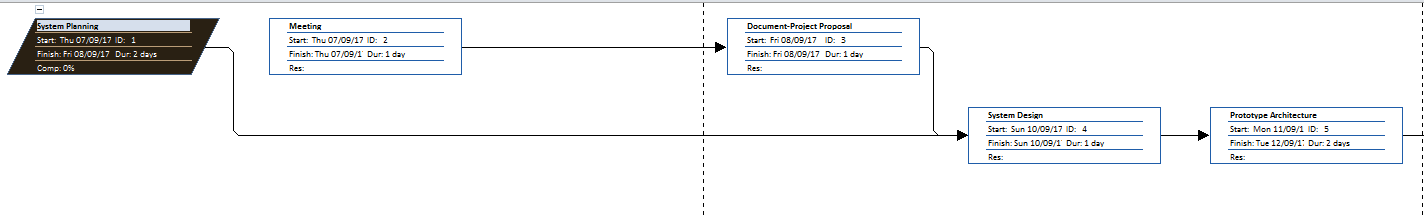 System Planning
Start: Thu 07/09/17 ID: 1
Finish: Fri 08/09/17 Dur: 2 days
Comp: 0%
Meeting
Start: Thu 07/09/17 ID: 2
Finish: Thu 07/09/1 Dur: 1 day
Res:
Document-Project Proposal
Start: Fri 08/09/17 ID: 3
Finish: Fri 08/09/17 Dur: 1 day
Res:
System Design
Start: Sun 10/09/17 ID: 4
Finish: Sun 10/09/1 Dur: 1 day
Res:
Prototype Architecture
Start: Mon 11/09/1 ID: 5
Finish: Tue 12/09/1 Dur: 2 days
Res: